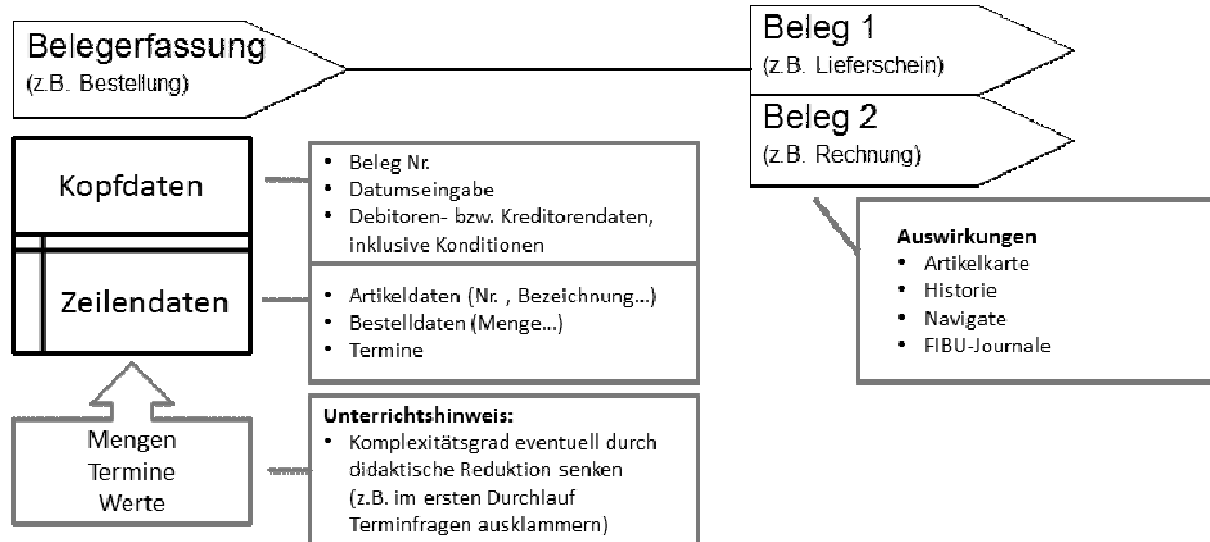 Belegerfassung
(z.B. Bestellung)
Beleg 1
(z.B. Lieferschein)
Beleg 2
(z.B. Rechnung)
Kopfdaten
• Beleg Nr.
• Datumseingabe
• Debitoren- bzw. Kreditorendaten,
inklusive Konditionen
Zeilendaten
• Artikeldaten (Nr. , Bezeichnung...)
• Bestelldaten (Menge...)
• Termine
Auswirkungen
• Artikelkarte
• Historie
• Navigate
• FIBU-Journale
Mengen
Termine
Werte
Unterrichtshinweis:
• Komplexitätsgrad eventuell durch
didaktische Reduktion senken
(z.B. im ersten Durchlauf
Terminfragen ausklammern)